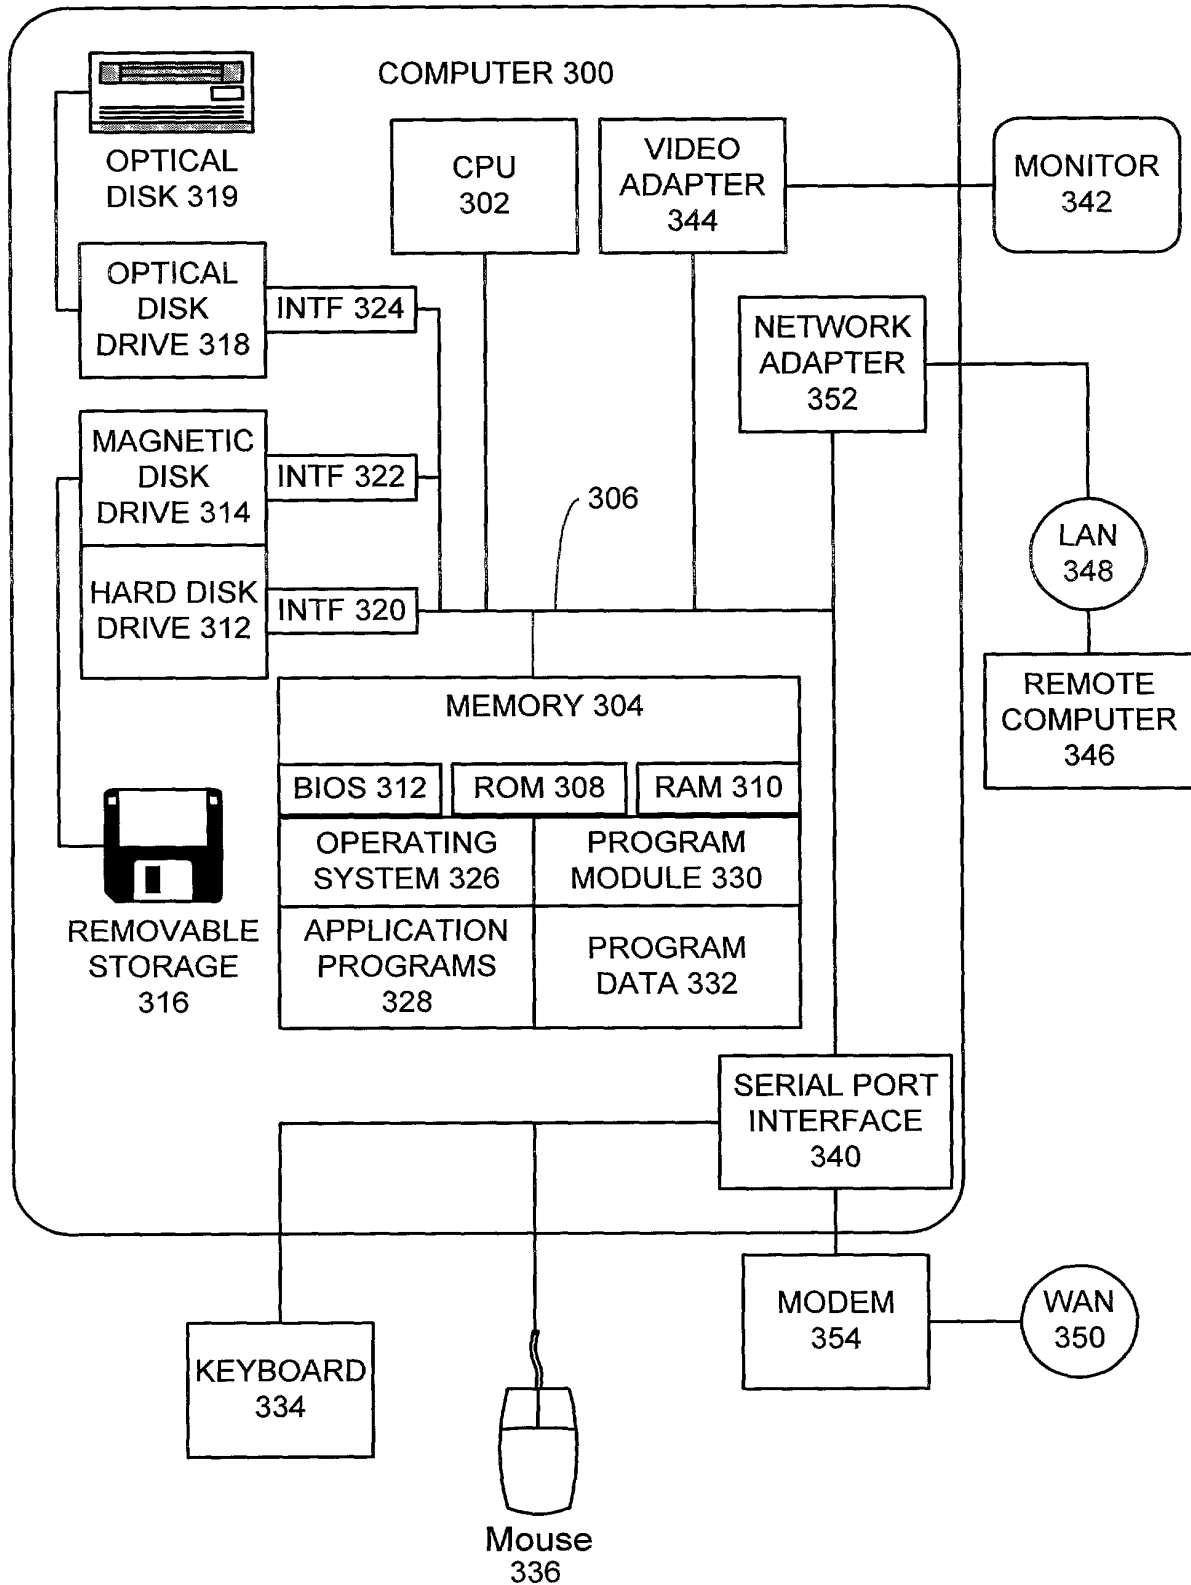 COMPUTER 300
OPTICAL
DISK 319
CPU
302
VIDEO
ADAPTER
344
MONITOR
342
OPTICAL
DISK
DRIVE 318
INTF 324
NETWORK
ADAPTER
352
MAGNETIC
DISK
DRIVE 314
INTF 322
306
LAN
348
HARD DISK
DRIVE 312
INTF 320
REMOTE
COMPUTER
346
MEMORY 304
BIOS 312
ROM 308
RAM 310
OPERATING
SYSTEM 326
PROGRAM
MODULE 330
APPLICATION
PROGRAMS
328
PROGRAM
DATA 332
REMOVABLE
STORAGE
316
SERIAL PORT
INTERFACE
340
MODEM
354
WAN
350
KEYBOARD
334
Mouse
336